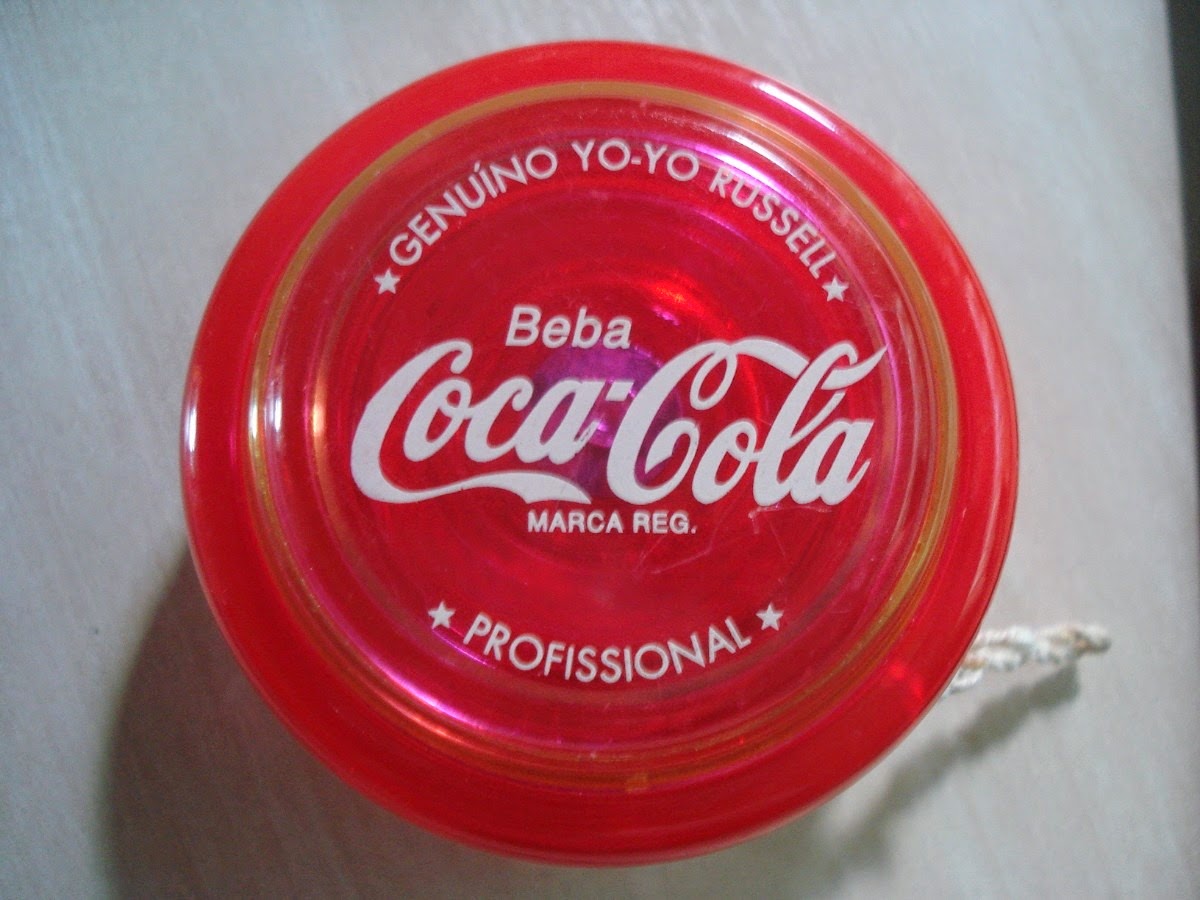 ★ GENUÍNO YO-YO RUSSELL ★
Beba
Coca-Cola
MARCA REG.
★ PROFISSIONAL ★